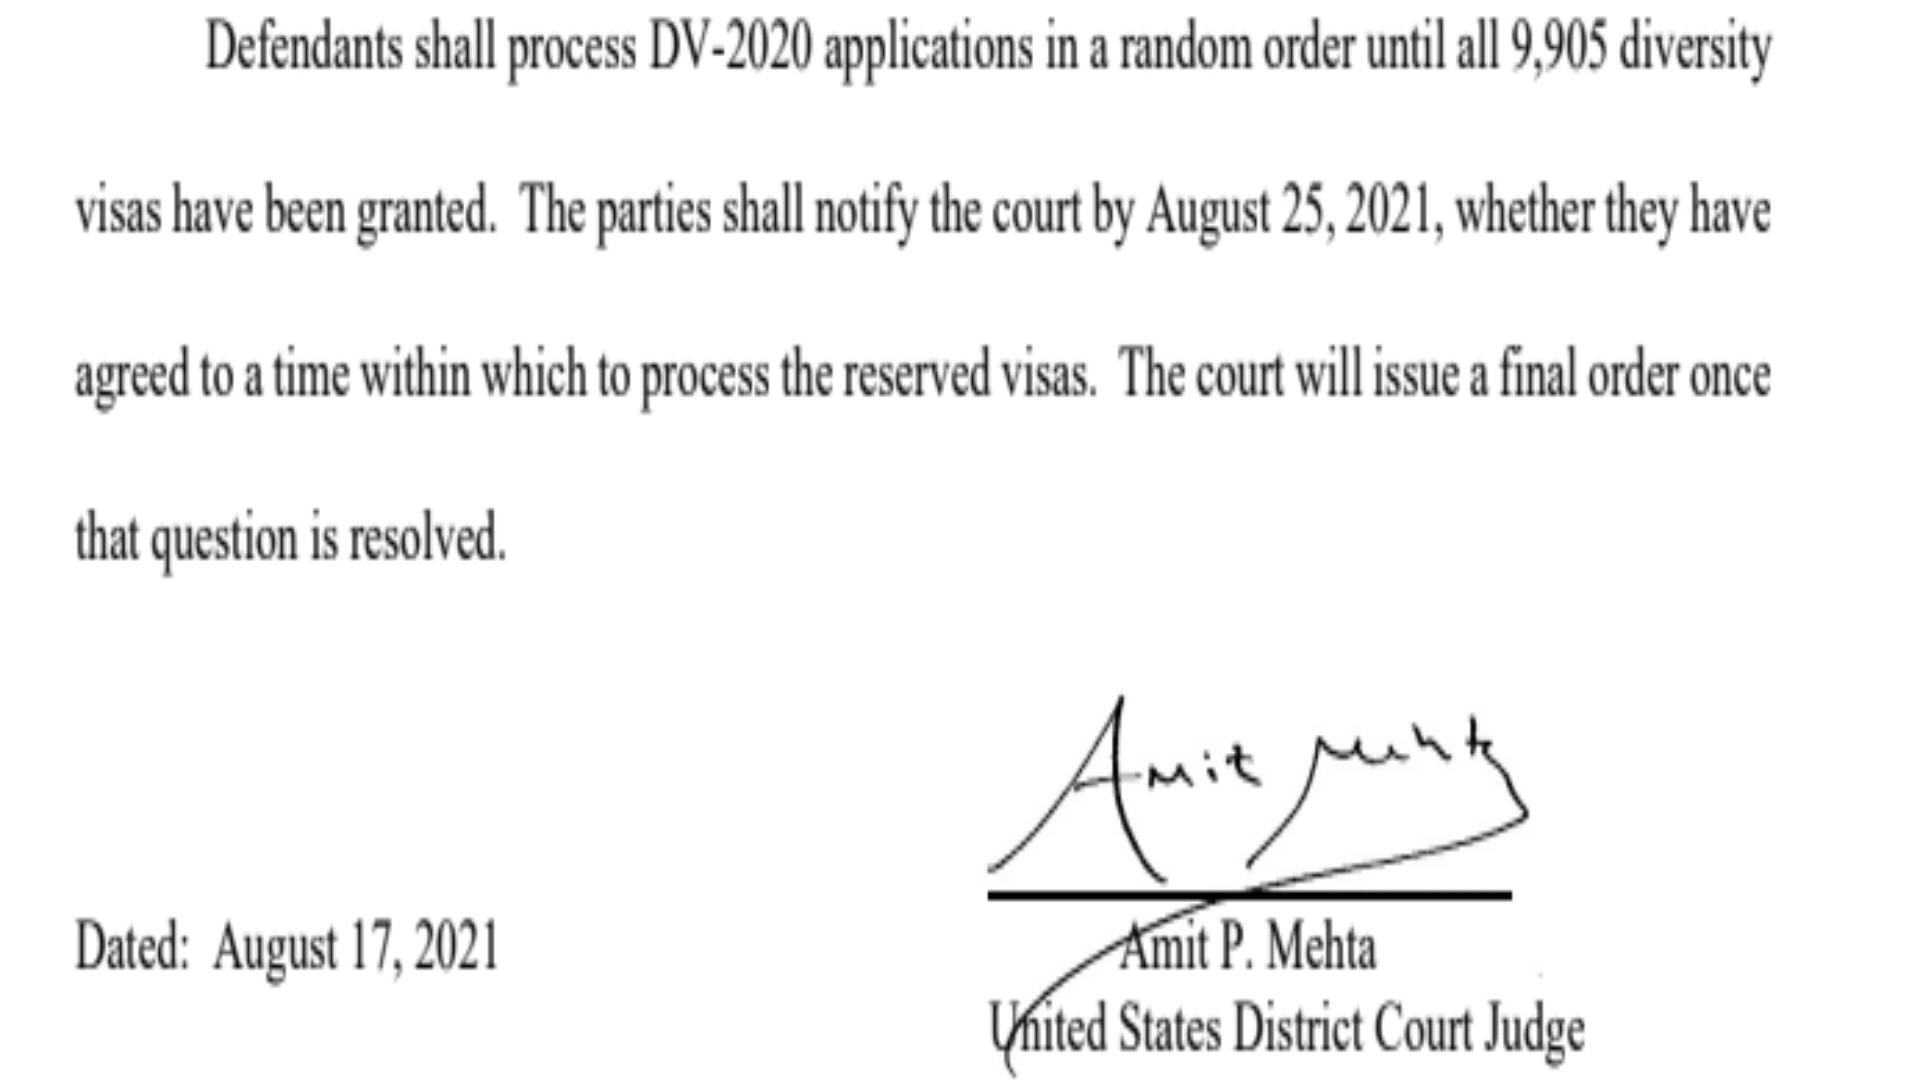 Defendants shall process DV-2020 applications in a random order until all 9,905 diversity
visas have been granted. The parties shall notify the court by August 25, 2021, whether they have
agreed to a time within which to process the reserved visas. The court will issue a final order once
that question is resolved.
Amit Mehta
Dated: August 17, 2021
Amit P. Mehta
United States District Court Judge